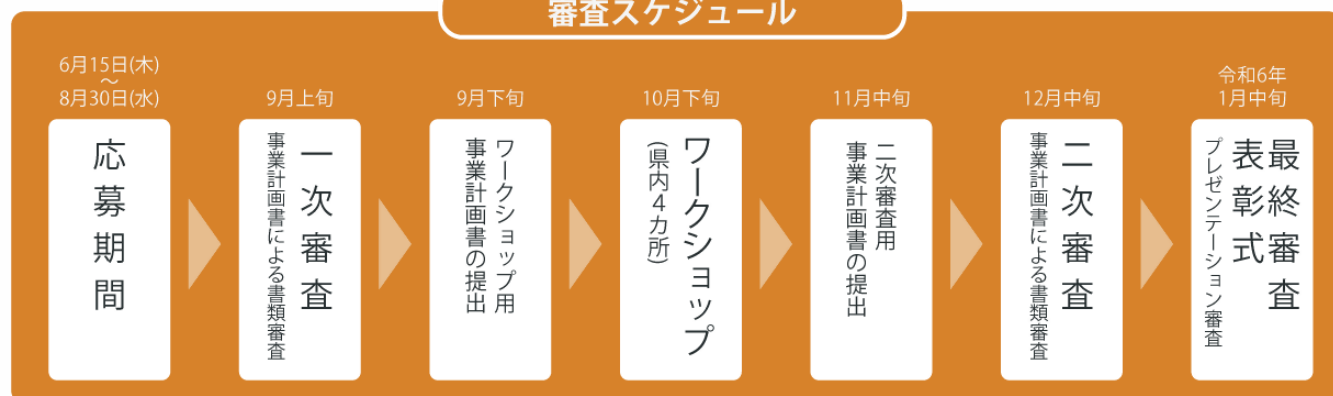 審査スケジュール
6月15日(木)
～
8月30日(水)
応募期間
9月上旬
一次審査
事業計画書による書類審査
9月下旬
ワークショップ用
事業計画書の提出
10月下旬
ワークショップ
(県内4カ所)
11月中旬
二次審査用
事業計画書の提出
12月中旬
二次審査
事業計画書による書類審査
令和6年
1月中旬
最終審査
表彰式
プレゼンテーション審査